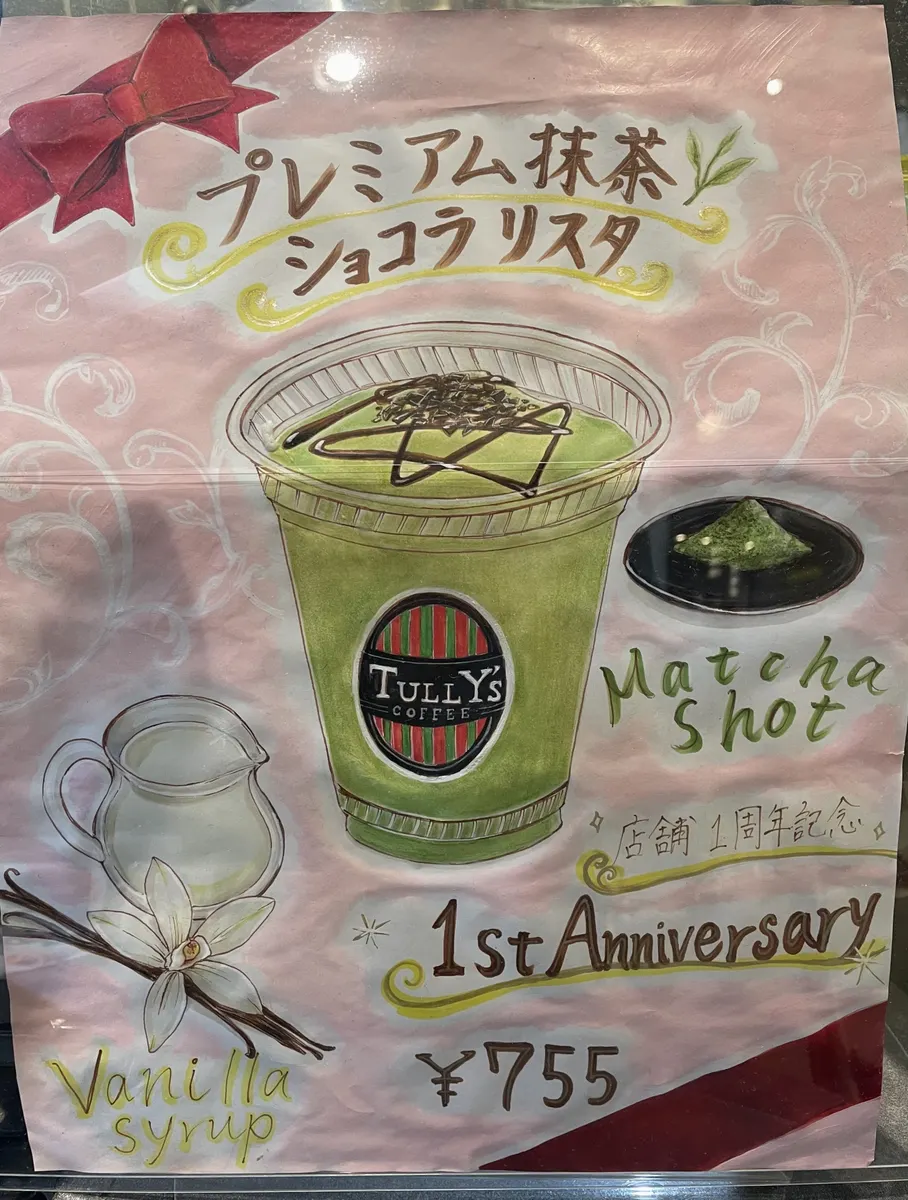 プレミアム抹茶
ショコラリスタ
TULLY'S
COFFEE
Matcha
shot
店舗 1周年記念
1st Anniversary
¥755
Vanilla
syrup